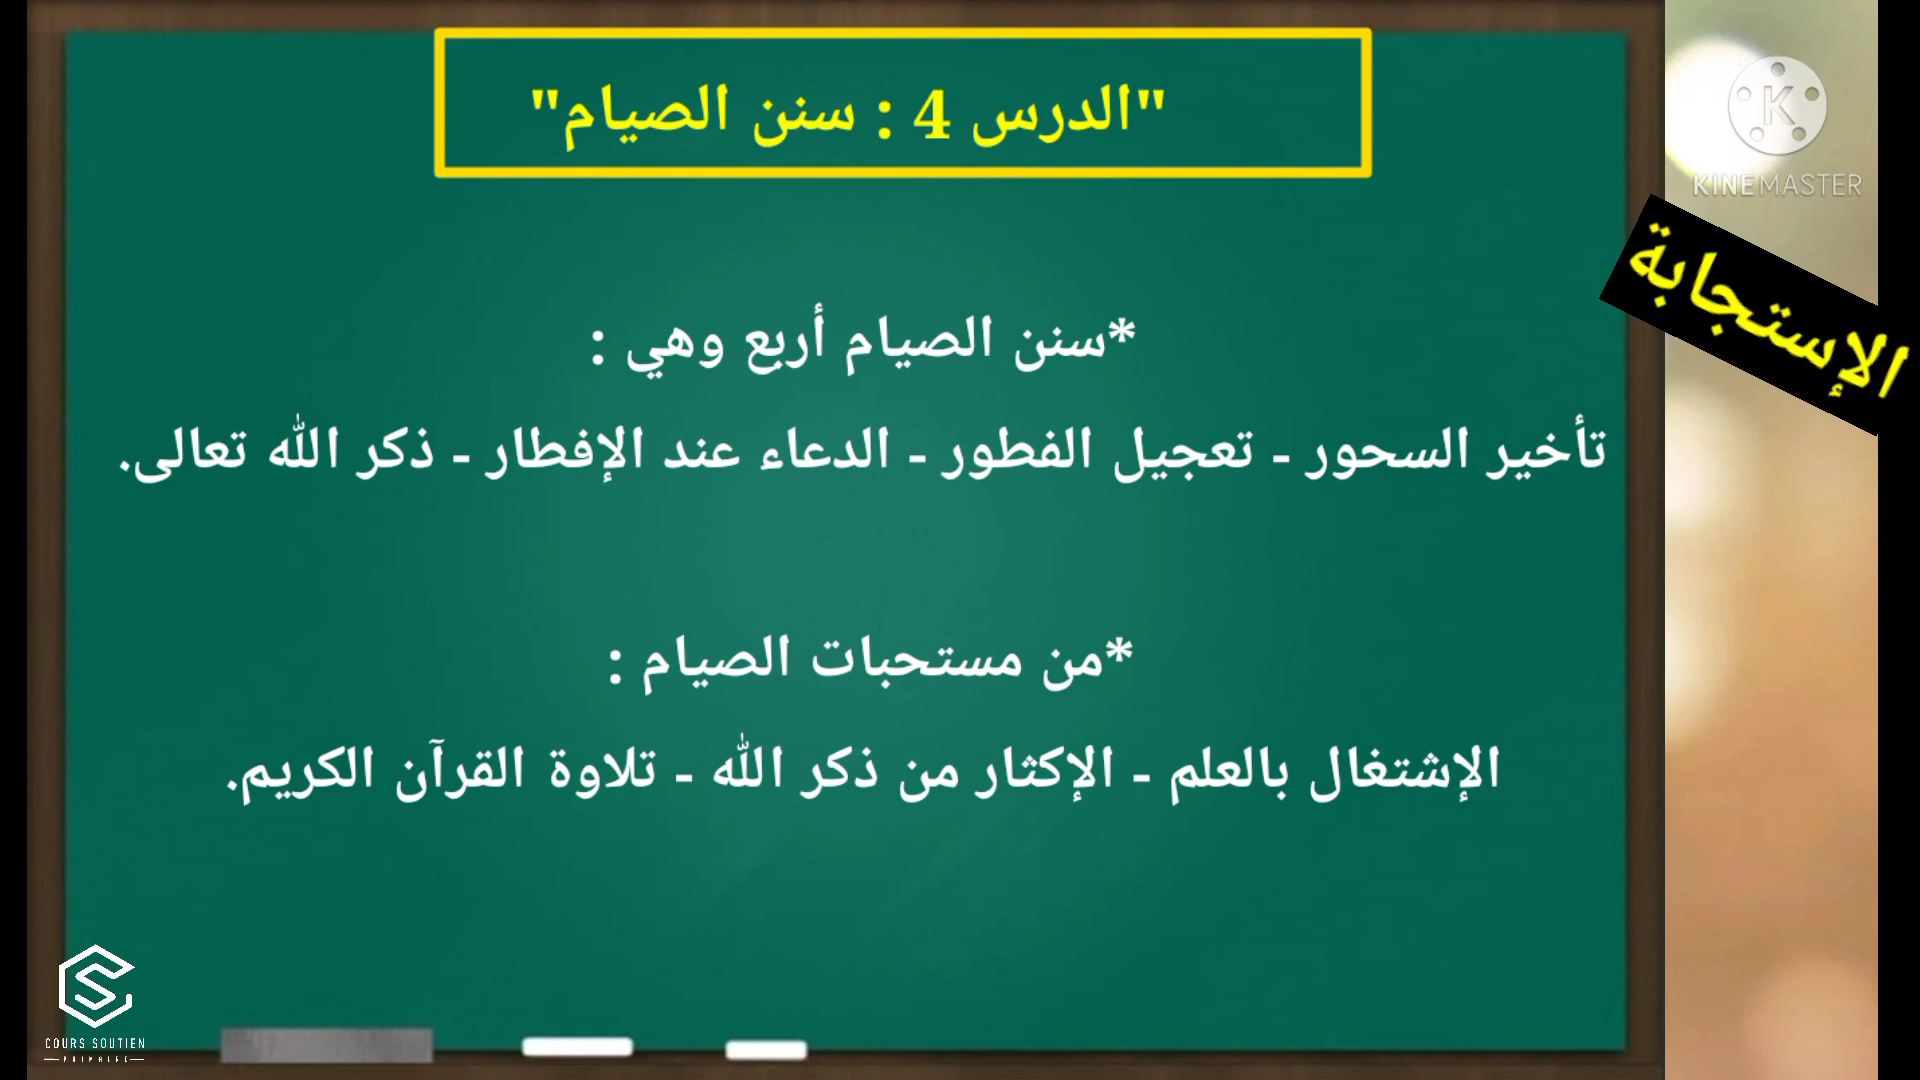 "الدرس 4 : سنن الصيام"
KINEMASTER
الإستجابة
*سنن الصيام أربع وهي :
تأخير السحور - تعجيل الفطور - الدعاء عند الإفطار - ذكر الله تعالى.
*من مستحبات الصيام :
الإشتغال بالعلم - الإكثار من ذكر الله - تلاوة القرآن الكريم.
COURS SOUTIEN
PRIMAIRE